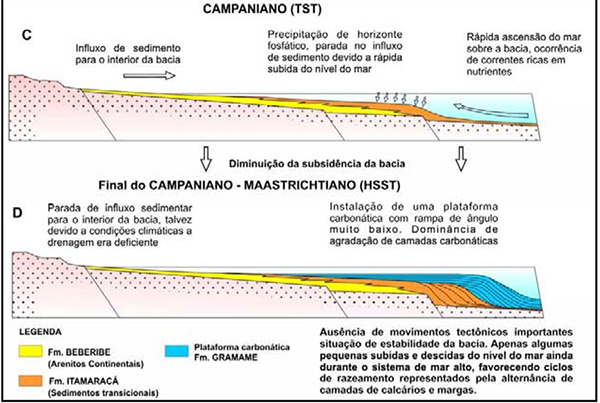 CAMPANIANO (TST)
C
Influxo de sedimento
para o interior da bacia
Precipitação de horizonte
fosfático, parada no influxo
de sedimento devido a rápida
subida do nível do mar
Rápida ascensão do mar
sobre a bacia, ocorrência
de correntes ricas em
nutrientes
Diminuição da subsidência da bacia
Final do CAMPANIANO - MAASTRICHTIANO (HSST)
D
Parada de influxo sedimentar
para o interior da bacia, talvez
devido a condições climáticas a
drenagem era deficiente
Instalação de uma plataforma
carbonática com rampa de ângulo
muito baixo. Dominância de
agradação de camadas carbonáticas
LEGENDA
Fm. BEBERIBE
(Arenitos Continentais)
Fm. ITAMARACÁ
(Sedimentos transicionais)
Plataforma carbonática
Fm. GRAMAME
Ausência de movimentos tectônicos importantes
situação de estabilidade da bacia. Apenas algumas
pequenas subidas e descidas do nível do mar ainda
durante o sistema de mar alto, favorecendo ciclos
de razeamento representados pela alternância de
camadas de calcários e margas.